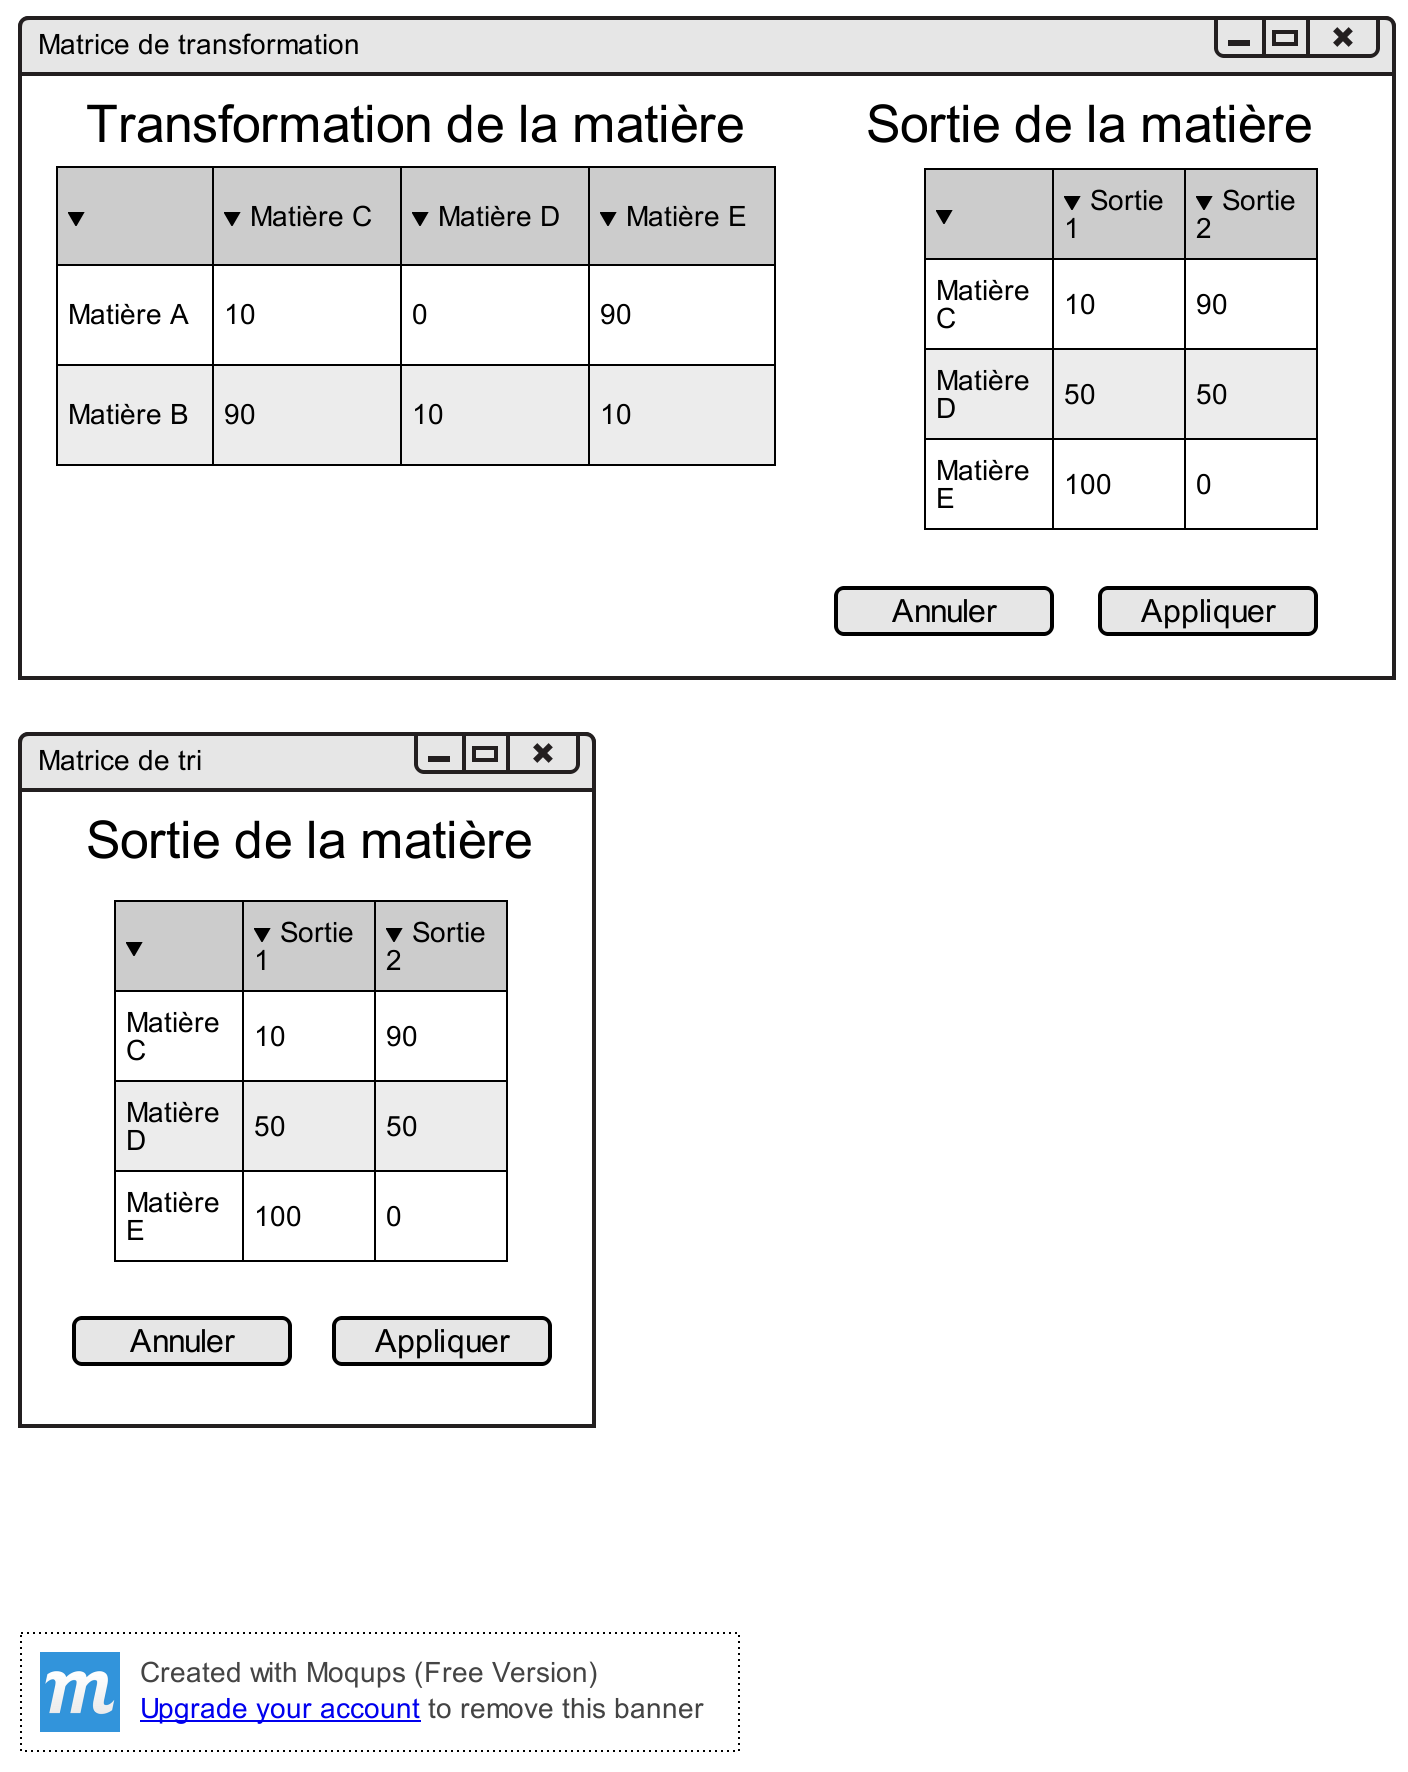 Matrice de transformation
Transformation de la matière
▼ ▼ Matière C ▼ Matière D ▼ Matière E
Matière A 10 0 90
Matière B 90 10 10
Sortie de la matière
▼ ▼ Sortie 1 ▼ Sortie 2
Matière C 10 90
Matière D 50 50
Matière E 100 0
Annuler Appliquer
Matrice de tri
Sortie de la matière
▼ ▼ Sortie 1 ▼ Sortie 2
Matière C 10 90
Matière D 50 50
Matière E 100 0
Annuler Appliquer
m
Created with Moqups (Free Version)
Upgrade your account to remove this banner